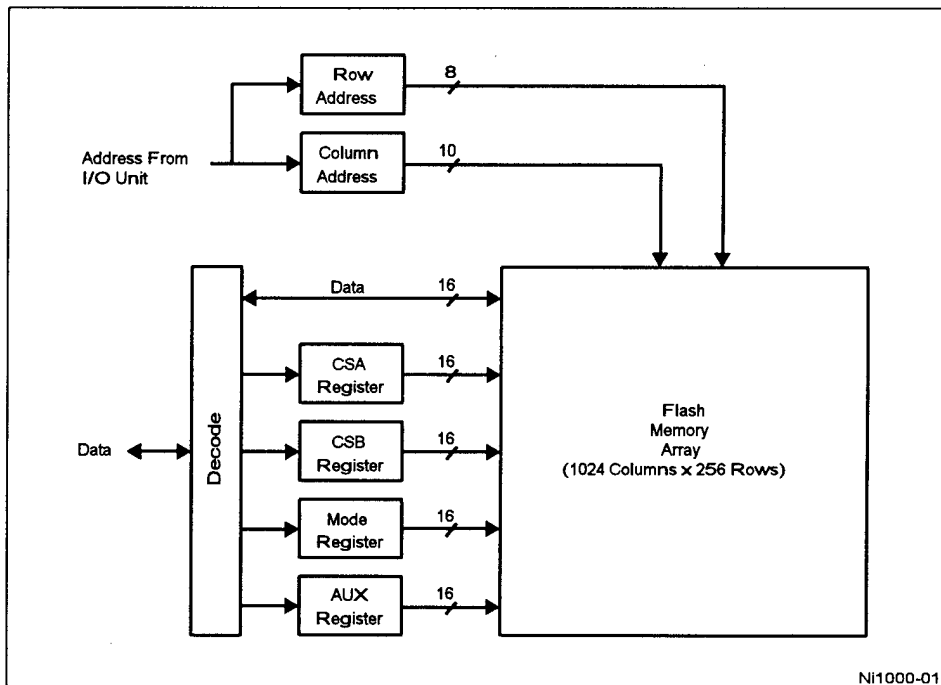 Row
Address
8
Address From
I/O Unit
Column
Address
10
Decode
Data
16
CSA
Register
16
Data
CSB
Register
16
Mode
Register
16
AUX
Register
16
Flash
Memory
Array
(1024 Columns x 256 Rows)
Ni1000-01